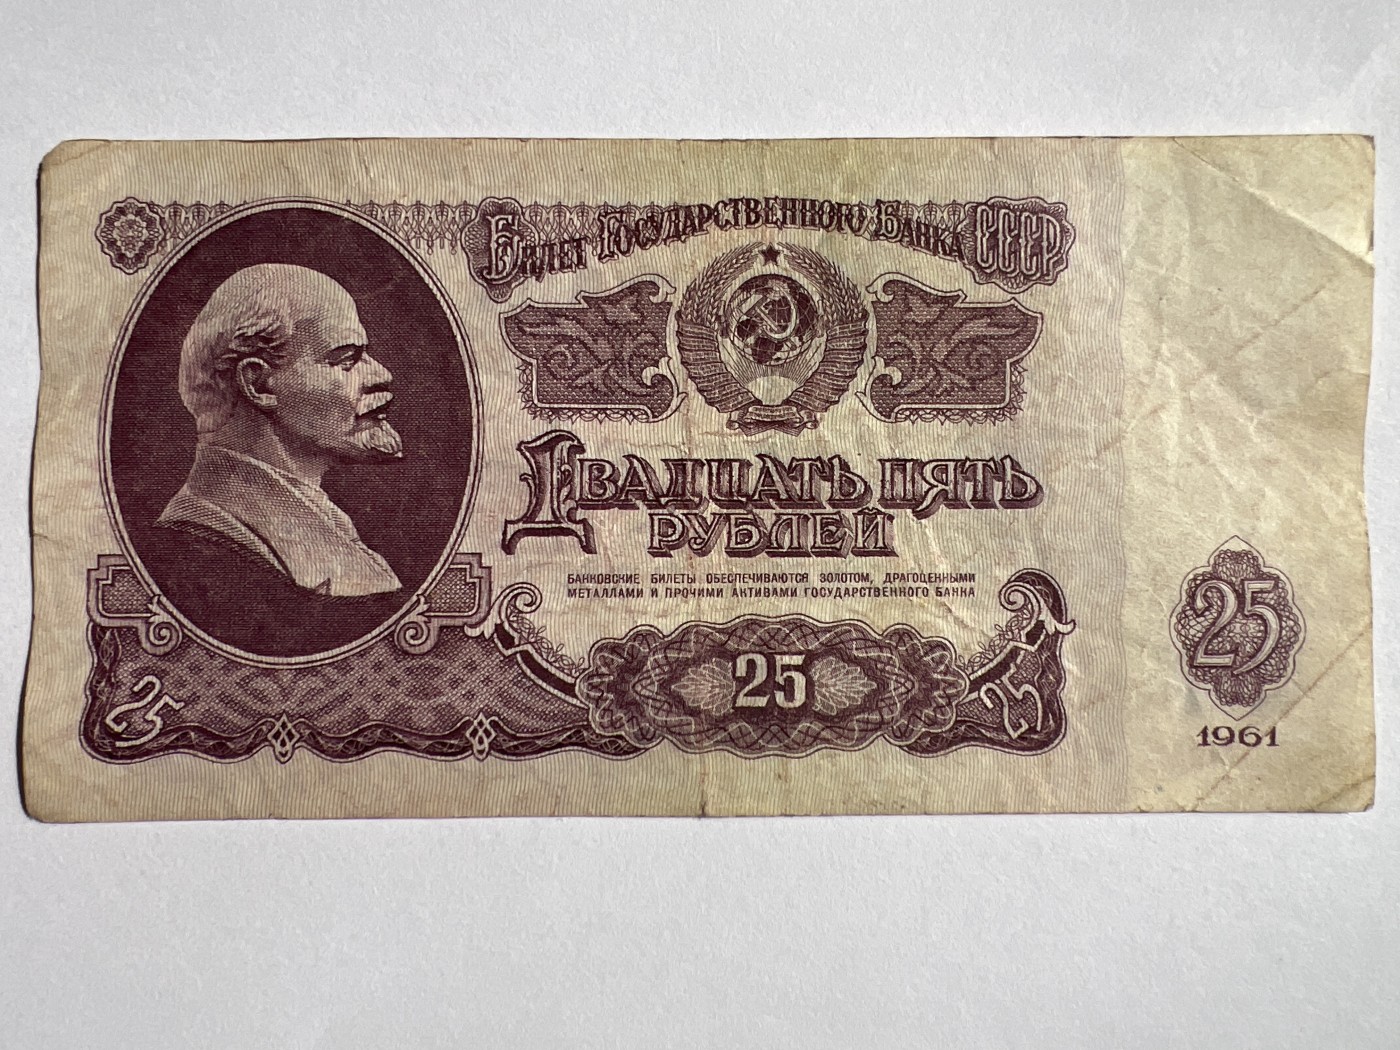 Билет Государственного Банка СССР
Двадцать пять
рублей
БАНКОВСКИЕ БИЛЕТЫ ОБЕСПЕЧИВАЮТСЯ ЗОЛОТОМ, ДРАГОЦЕННЫМИ
МЕТАЛЛАМИ И ПРОЧИМИ АКТИВАМИ ГОСУДАРСТВЕННОГО БАНКА
25
25
25
25
1961